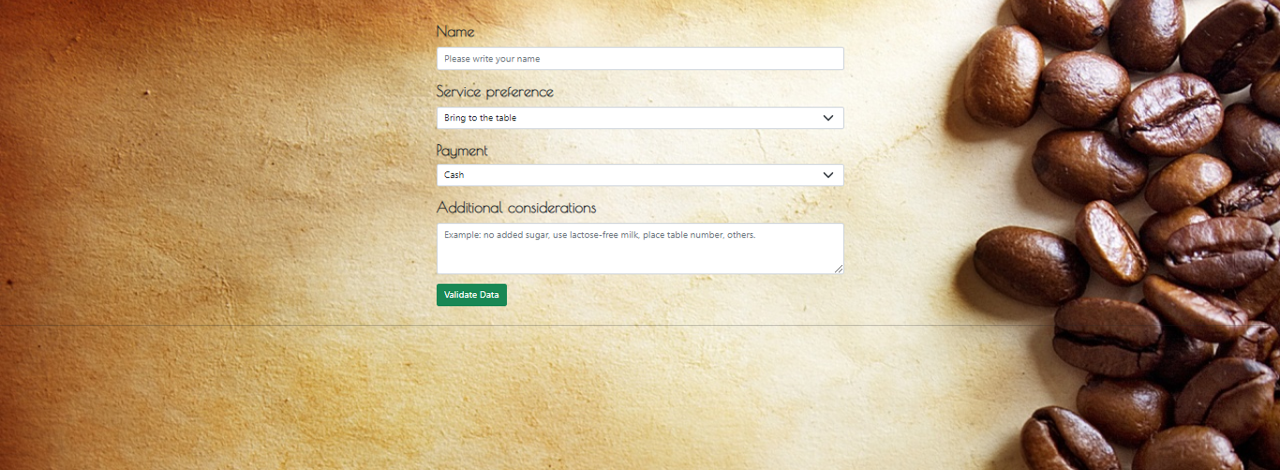 Name
Please write your name
Service preference
Bring to the table
Payment
Cash
Additional considerations
Example: no added sugar, use lactose-free milk, place table number, others.
Validate Data